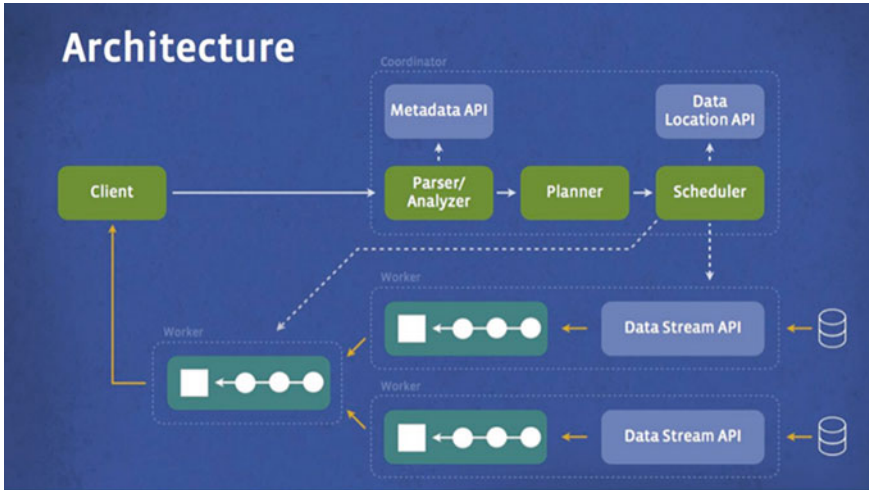 Architecture
Coordinator
Metadata API
Data
Location API
Client
Parser/
Analyzer
Planner
Scheduler
Worker
Data Stream API
Worker
Worker
Data Stream API